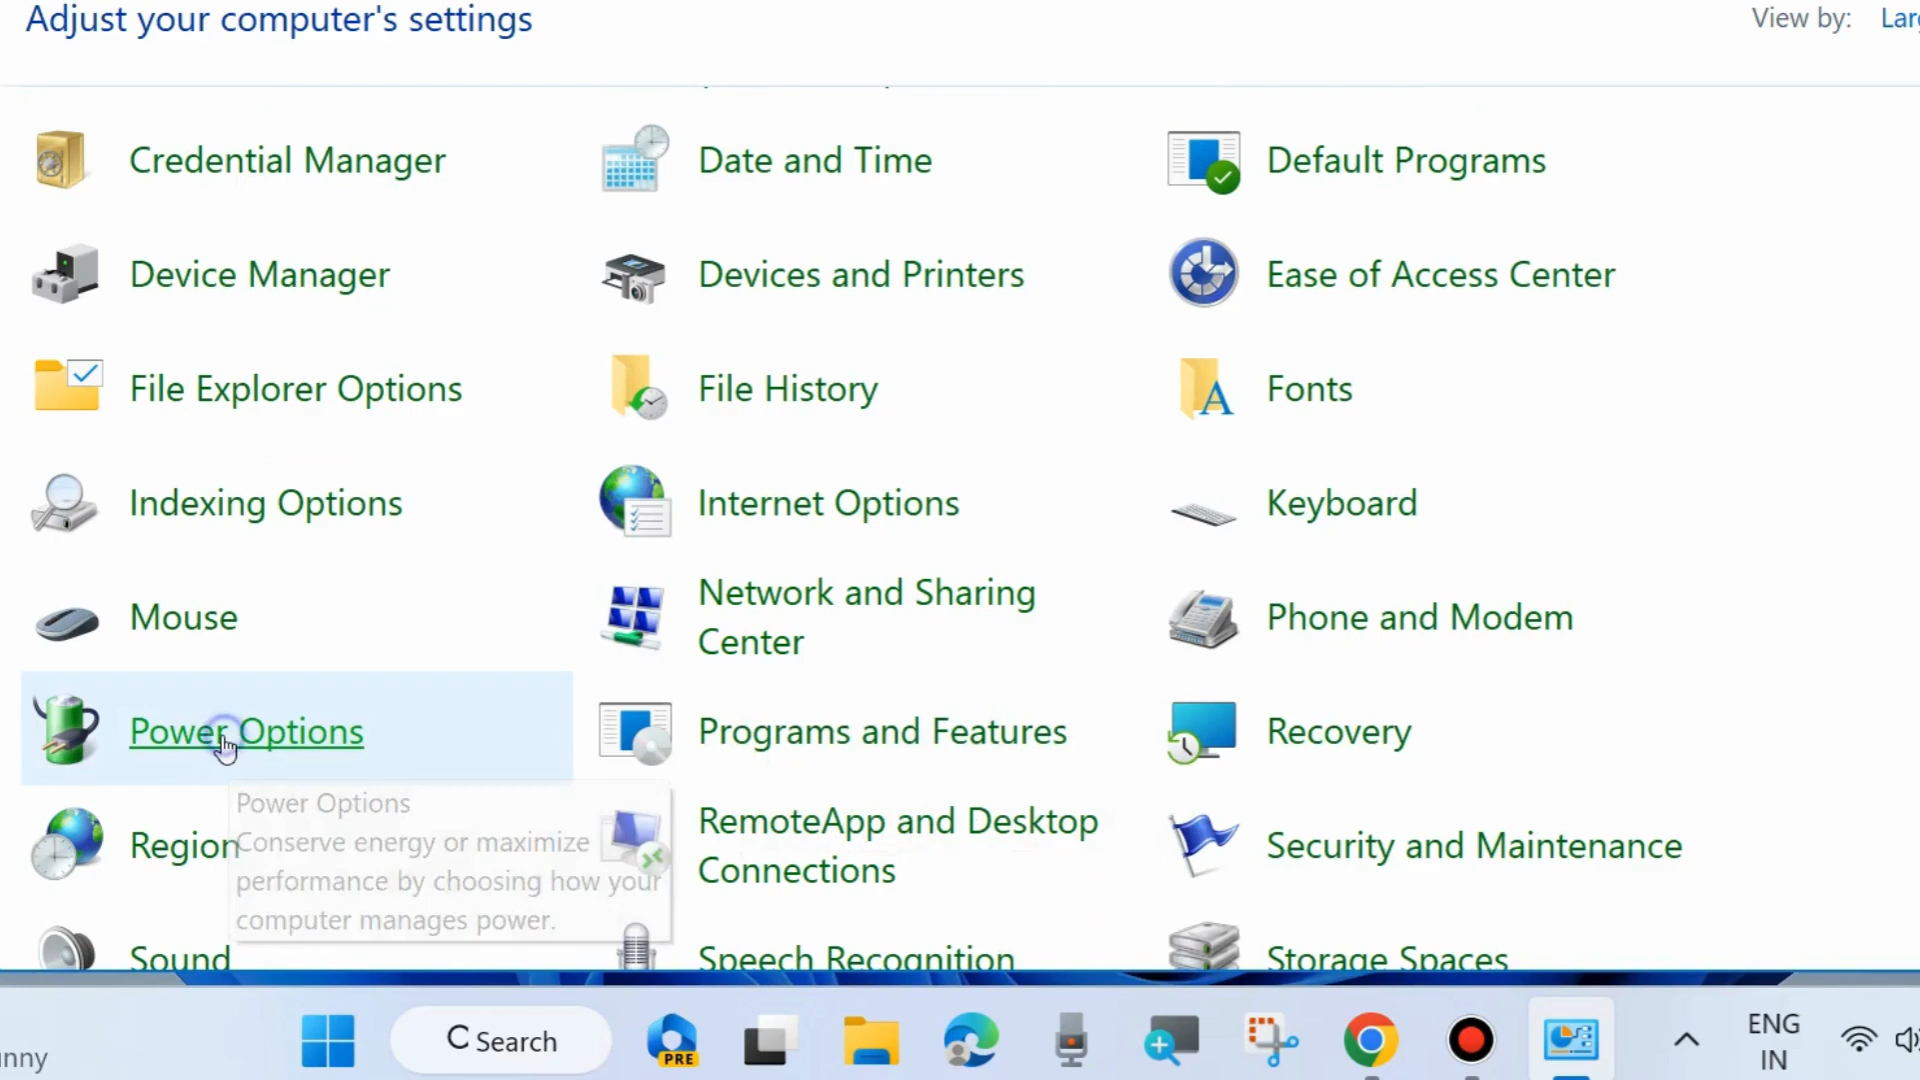 Adjust your computer's settings
View by:
Credential Manager
Date and Time
Default Programs
Device Manager
Devices and Printers
Ease of Access Center
File Explorer Options
File History
Fonts
Indexing Options
Internet Options
Keyboard
Mouse
Network and Sharing
Center
Phone and Modem
Power Options
Programs and Features
Recovery
Power Options
Conserve energy or maximize
performance by choosing how your
computer manages power.
Region
RemoteApp and Desktop
Connections
Security and Maintenance
Sound
Speech Recognition
Storage Spaces
Search
PRE
ENG
IN